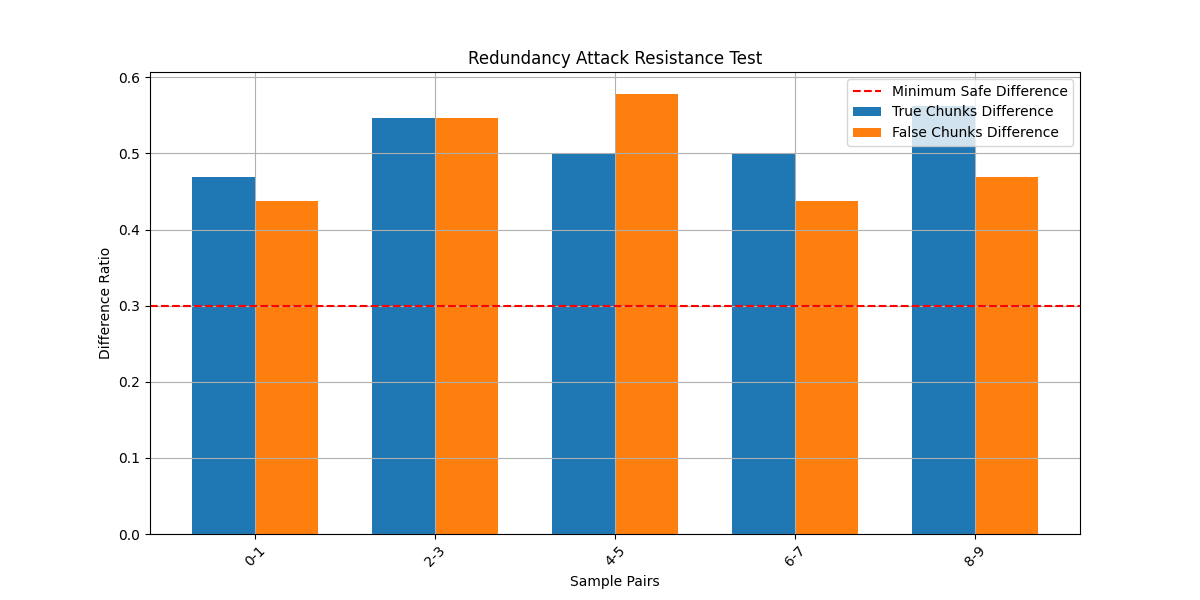 Redundancy Attack Resistance Test
0.6
0.5
0.4
0.3
0.2
0.1
0.0
Difference Ratio
Minimum Safe Difference
True Chunks Difference
False Chunks Difference
0-1
2-3
4-5
6-7
8-9
Sample Pairs